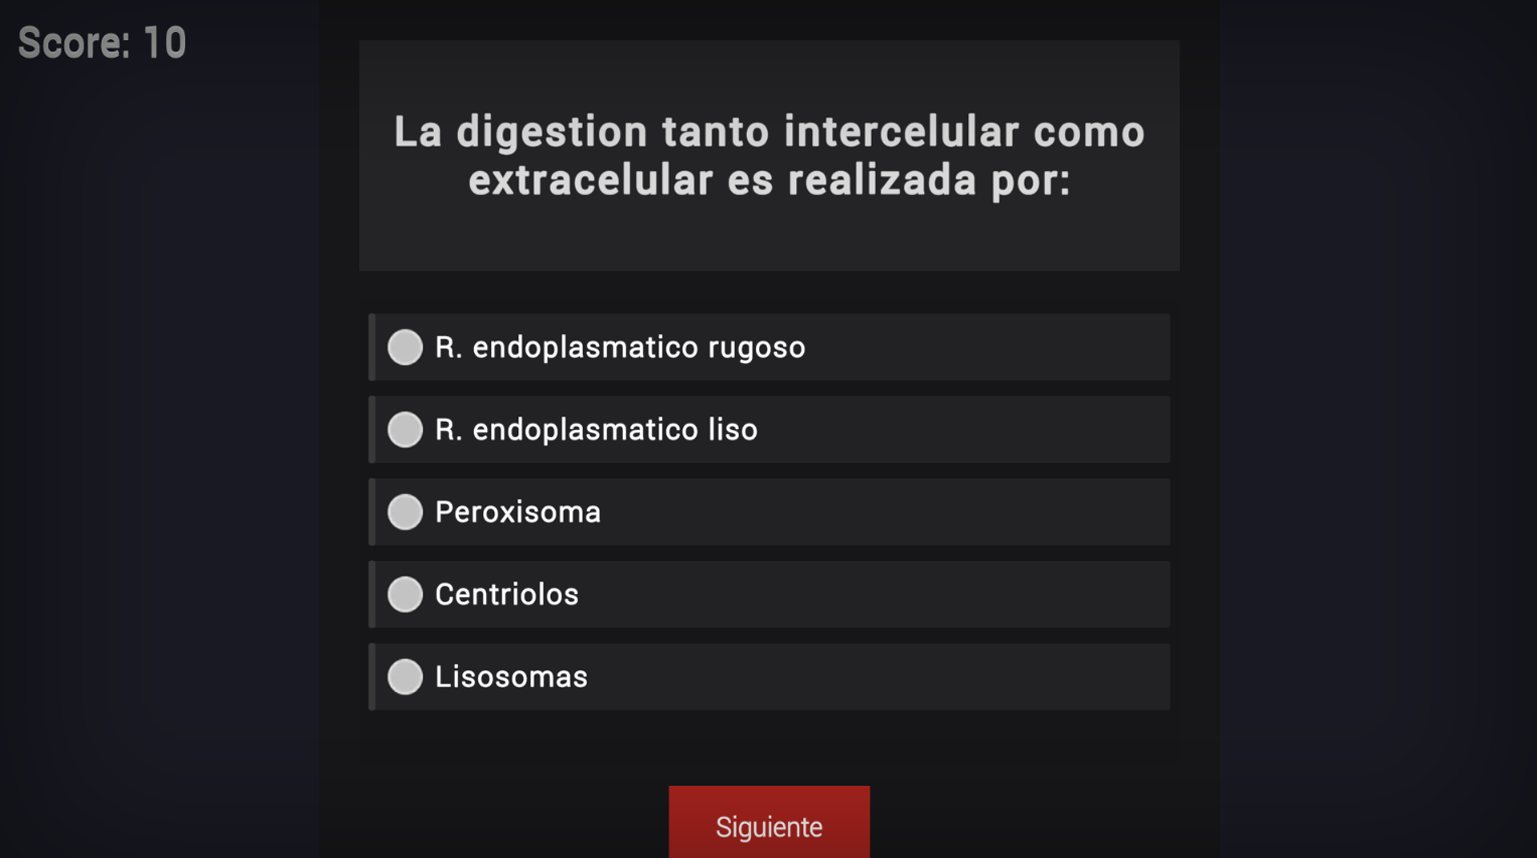 Score: 10
La digestion tanto intercelular como
extracelular es realizada por:
R. endoplasmatico rugoso
R. endoplasmatico liso
Peroxisoma
Centriolos
Lisosomas
Siguiente